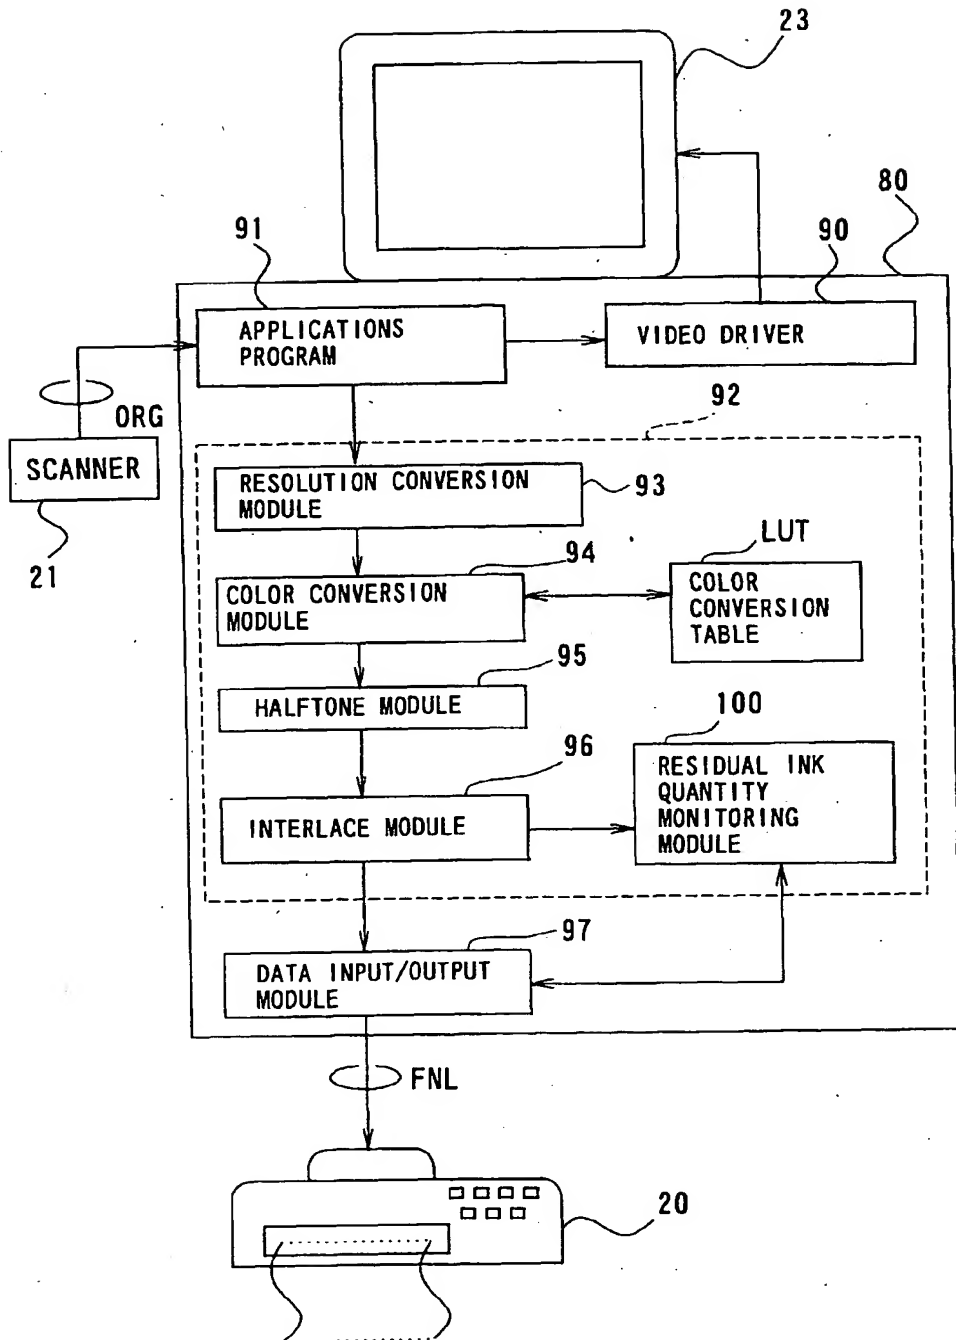 23
80
91
90
APPLICATIONS
PROGRAM
VIDEO DRIVER
92
ORG
SCANNER
21
RESOLUTION CONVERSION
MODULE
93
94
LUT
COLOR CONVERSION
MODULE
COLOR
CONVERSION
TABLE
95
HALFTONE MODULE
100
96
RESIDUAL INK
QUANTITY
MONITORING
MODULE
INTERLACE MODULE
97
DATA INPUT/OUTPUT
MODULE
FNL
20